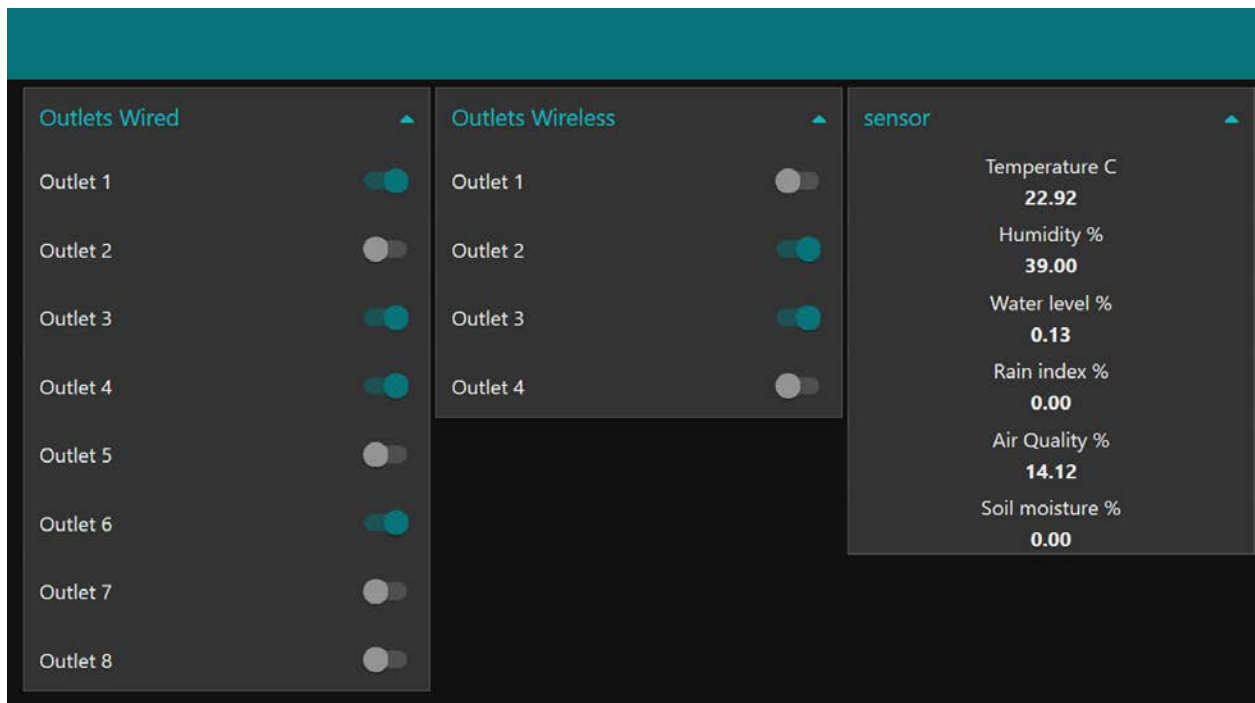 Outlets Wired
Outlet 1
Outlet 2
Outlet 3
Outlet 4
Outlet 5
Outlet 6
Outlet 7
Outlet 8
Outlets Wireless
Outlet 1
Outlet 2
Outlet 3
Outlet 4
sensor
Temperature C
22.92
Humidity %
39.00
Water level %
0.13
Rain index %
0.00
Air Quality %
14.12
Soil moisture %
0.00